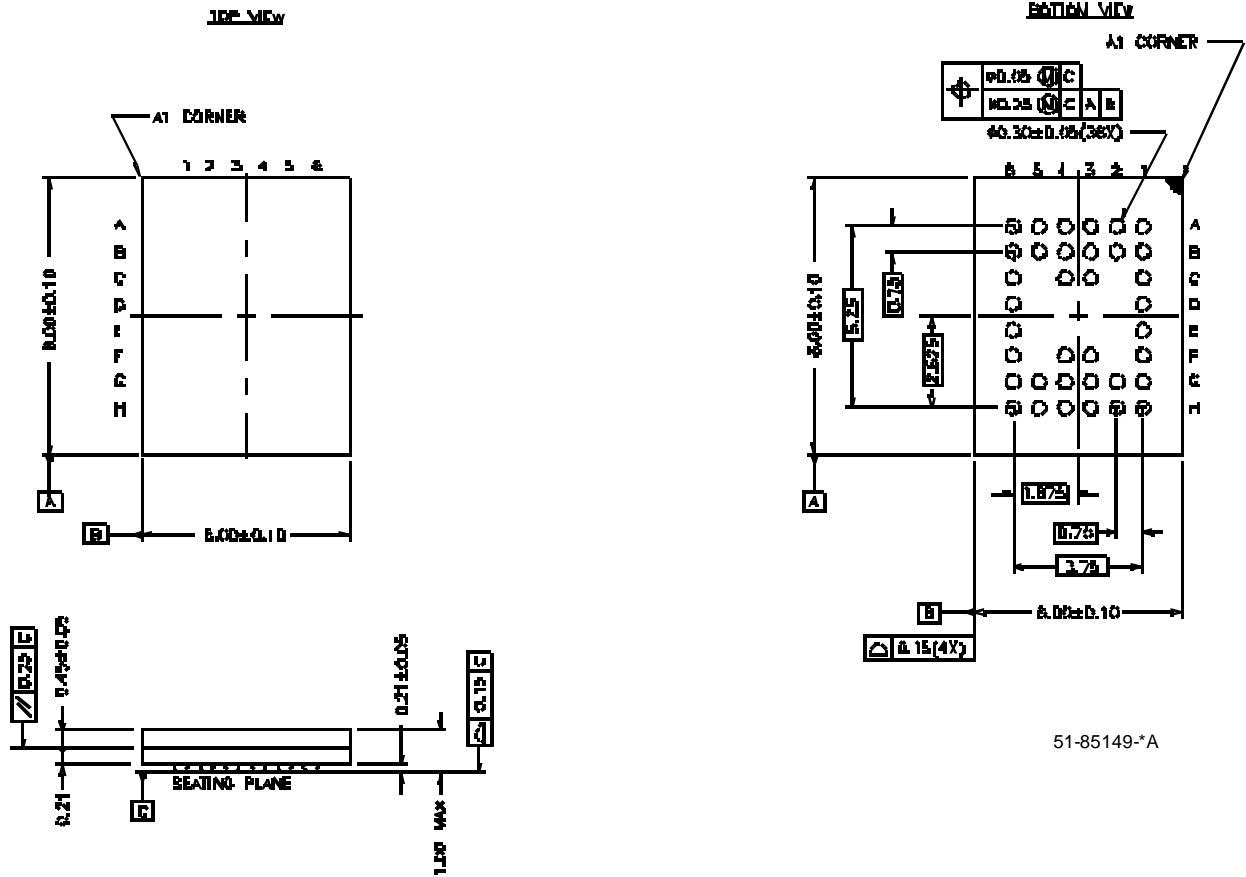 TOP VIEW
A1 CORNER
1 2 3 4 5 6
A
B
C
D
E
F
G
H
8.00±0.10
A
B
6.00±0.10
BOTTOM VIEW
A1 CORNER
Ø0.05 M C
Ø0.25 M C A B
Ø0.30±0.05(36X)
6 5 4 3 2 1
A
B
C
D
E
F
G
H
8.00±0.10
5.25
0.75
2.625
A
1.875
0.75
3.75
B
6.00±0.10
0.15(4X)
// 0.25 C
0.45±0.05
0.21±0.05
0.15 C
SEATING PLANE
0.21
C
1.00 MAX
51-85149-*A